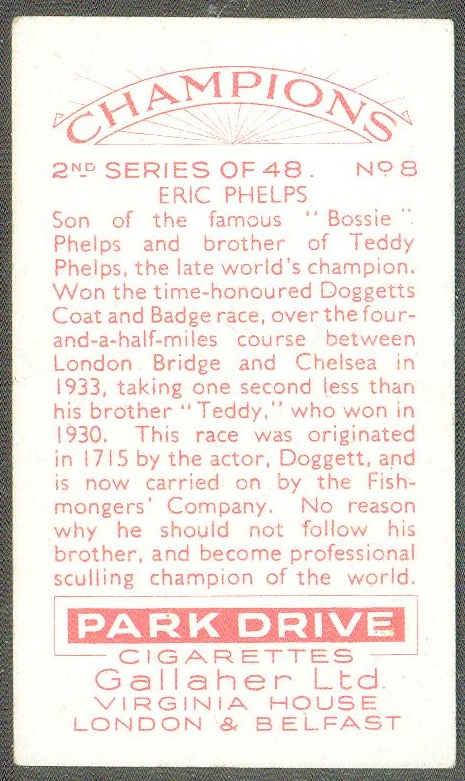 CHAMPIONS
2ND SERIES OF 48. No 8
ERIC PHELPS
Son of the famous "Bossie"
Phelps and brother of Teddy
Phelps, the late world's champion.
Won the time-honoured Doggetts
Coat and Badge race, over the four-
and-a-half-miles course between
London Bridge and Chelsea in
1933, taking one second less than
his brother "Teddy," who won in
1930. This race was originated
in 1715 by the actor, Doggett, and
is now carried on by the Fish-
mongers' Company. No reason
why he should not follow his
brother, and become professional
sculling champion of the world.
PARK DRIVE
CIGARETTES
Gallaher Ltd.
VIRGINIA HOUSE
LONDON & BELFAST